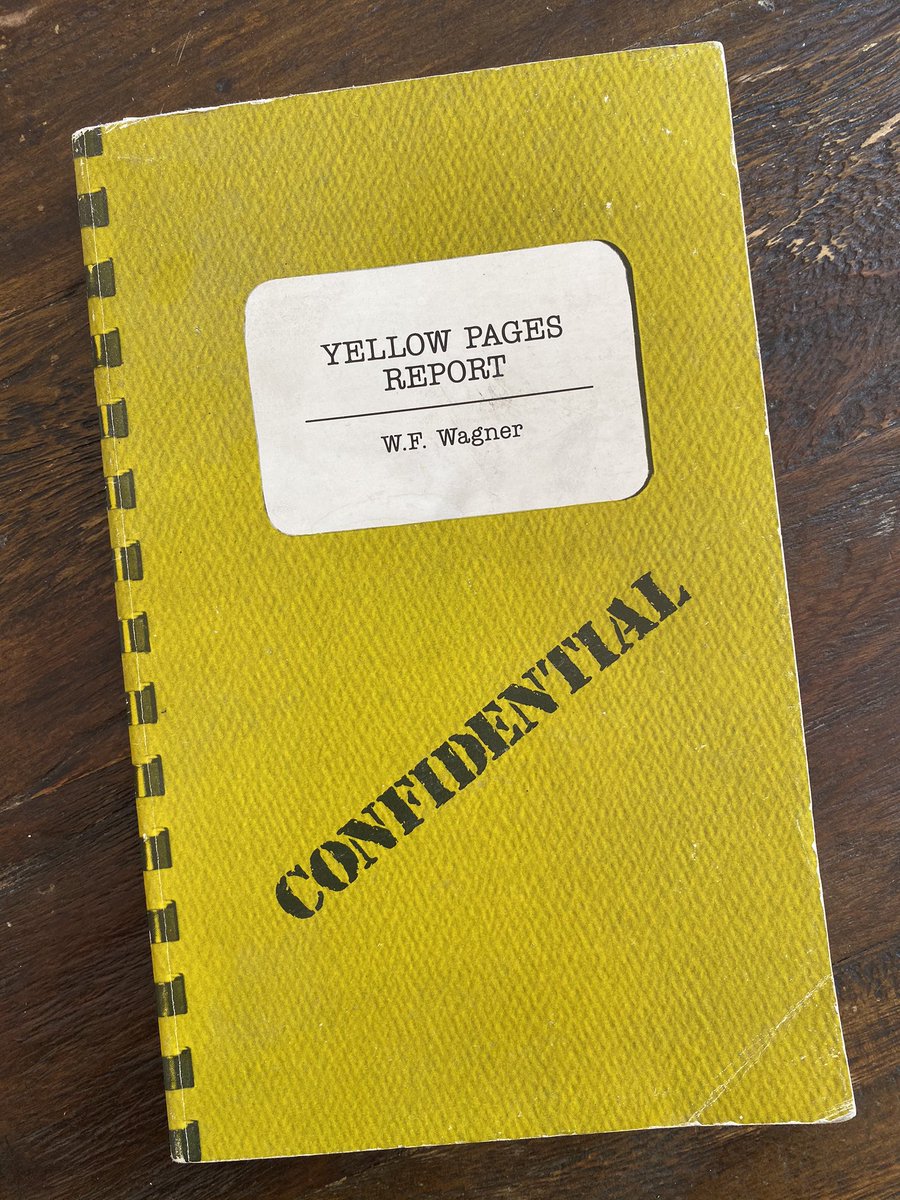 YELLOW PAGES
REPORT
W.F. Wagner
CONFIDENTIAL